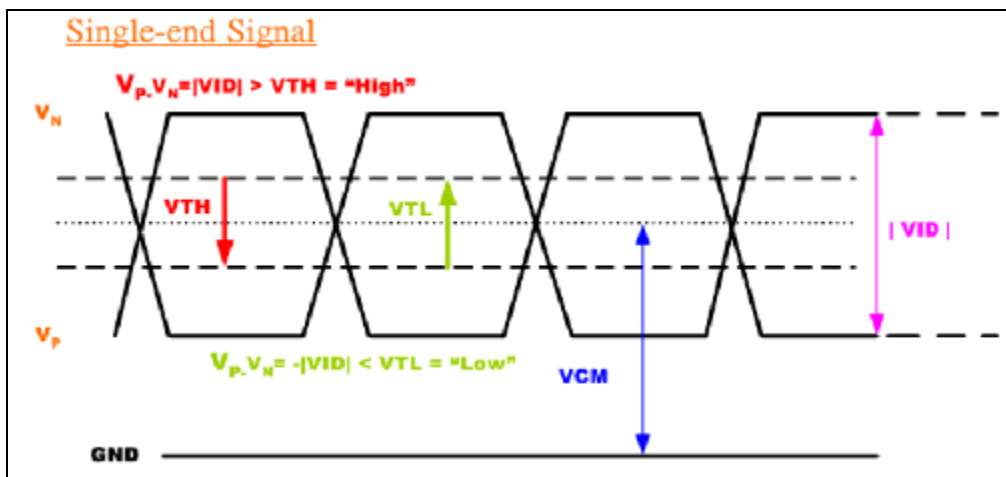 Single-end Signal
VP-VN=|VID| > VTH = “High”
VN
VTH
VTL
| VID |
VP
VP-VN= -|VID| < VTL = “Low”
VCM
GND